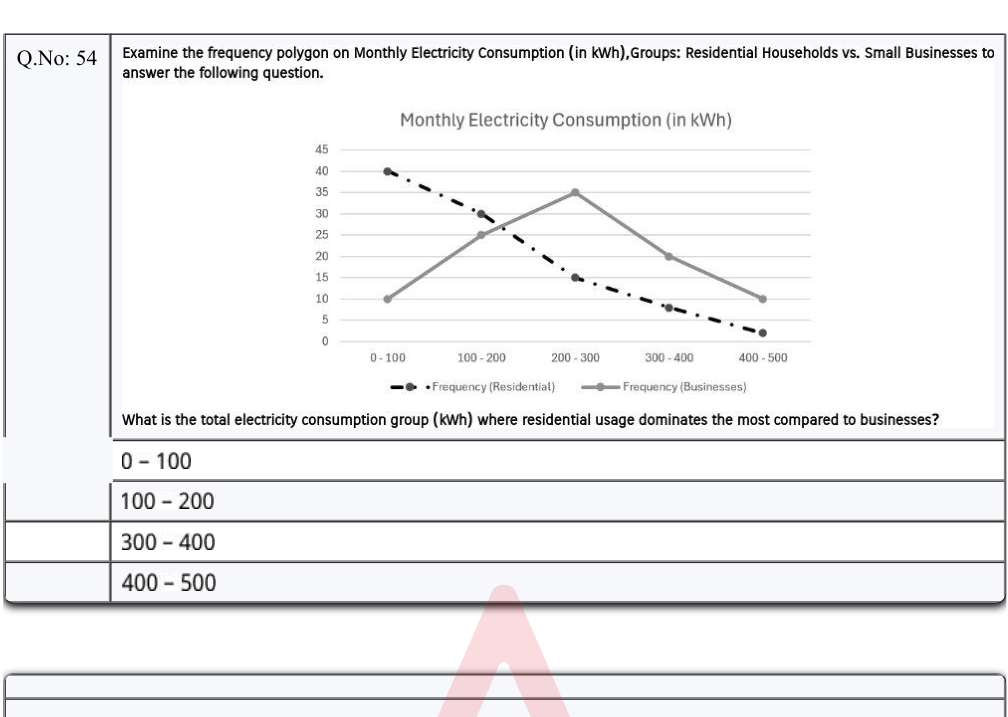 Q.No: 54
Examine the frequency polygon on Monthly Electricity Consumption (in kWh),Groups: Residential Households vs. Small Businesses to
answer the following question.
Monthly Electricity Consumption (in kWh)
45
40
35
30
25
20
15
10
5
0
0 - 100 100 - 200 200 - 300 300 - 400 400 - 500
Frequency (Residential) Frequency (Businesses)
What is the total electricity consumption group (kWh) where residential usage dominates the most compared to businesses?
0 – 100
100 – 200
300 – 400
400 – 500